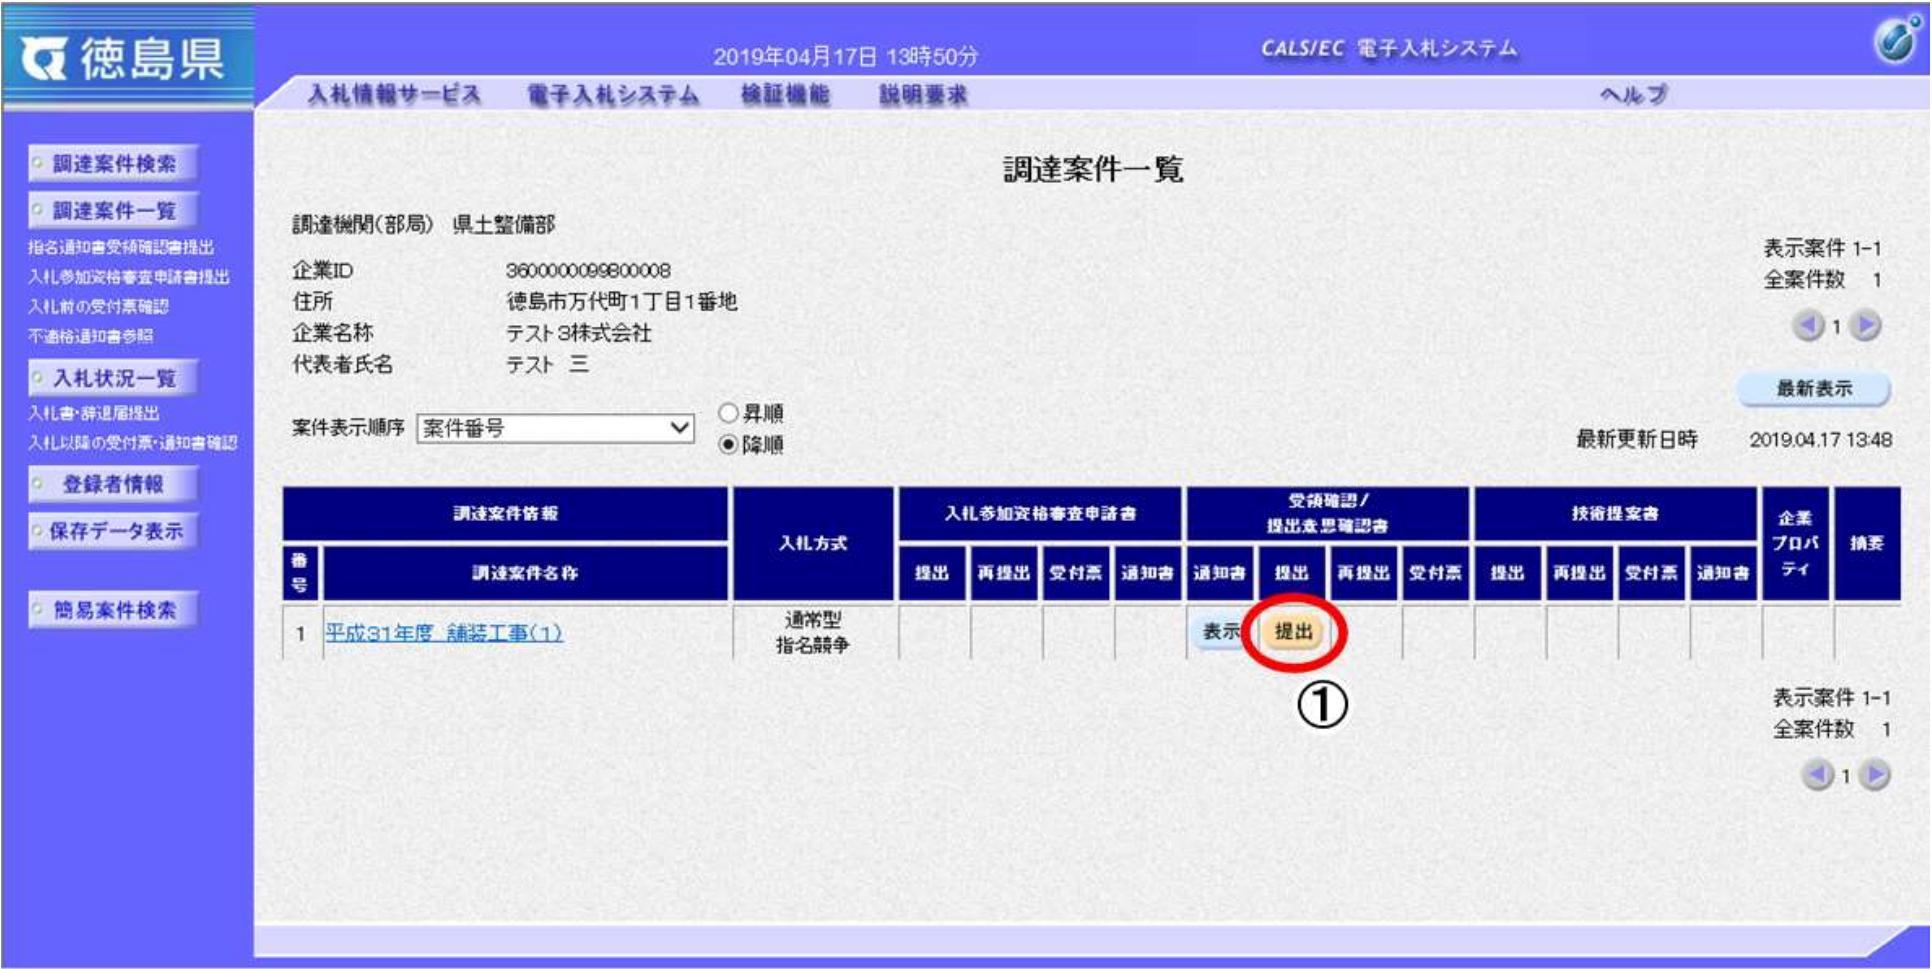 徳島県
2019年04月17日 13時50分
CALS/EC 電子入札システム
入札情報サービス 電子入札システム 検証機能 説明要求 ヘルプ
調達案件検索
調達案件一覧
指名通知書受領確認書提出
入札参加資格審査申請書提出
入札前の受付票確認
不適格通知書参照
入札状況一覧
入札書・辞退届提出
入札以降の受付票・通知書確認
登録者情報
保存データ表示
簡易案件検索
調達案件一覧
調達機関(部局) 県土整備部
企業ID 3600000099800008
住所 徳島市万代町1丁目1番地
企業名称 テスト3株式会社
代表者氏名 テスト 三
表示案件 1-1
全案件数 1
1
最新表示
案件表示順序 案件番号
昇順
降順
最新更新日時 2019.04.17 13:48
調達案件情報 入札方式 入札参加資格審査申請書 受領確認/提出意思確認書 技術提案書 企業プロパティ 摘要
番号 調達案件名称 提出 再提出 受付票 通知書 通知書 提出 再提出 受付票 提出 再提出 受付票 通知書
1 平成31年度 舗装工事(1) 通常型指名競争 表示 提出
①
表示案件 1-1
全案件数 1
1